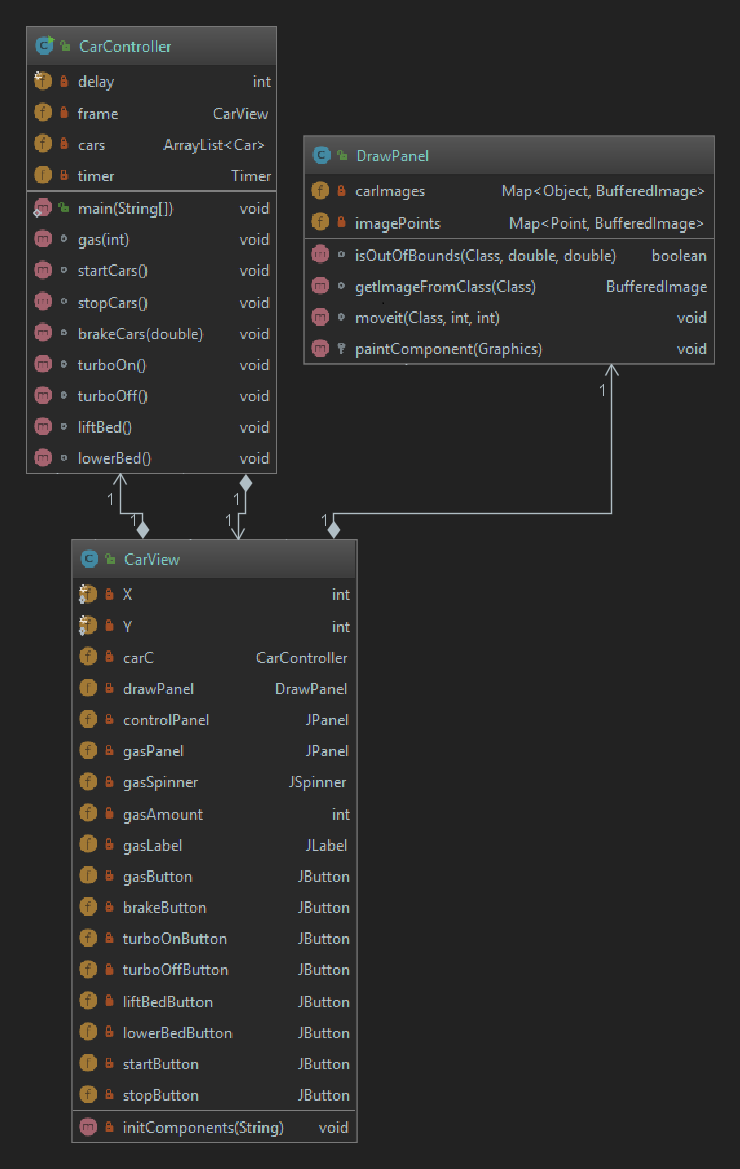 CarController
delay int
frame CarView
cars ArrayList<Car>
timer Timer
main(String[]) void
gas(int) void
startCars() void
stopCars() void
brakeCars(double) void
turboOn() void
turboOff() void
liftBed() void
lowerBed() void
DrawPanel
carImages Map<Object, BufferedImage>
imagePoints Map<Point, BufferedImage>
isOutOfBounds(Class, double, double) boolean
getImageFromClass(Class) BufferedImage
moveit(Class, int, int) void
paintComponent(Graphics) void
1
1
1
1
1
1
CarView
X int
Y int
carC CarController
drawPanel DrawPanel
controlPanel JPanel
gasPanel JPanel
gasSpinner JSpinner
gasAmount int
gasLabel JLabel
gasButton JButton
brakeButton JButton
turboOnButton JButton
turboOffButton JButton
liftBedButton JButton
lowerBedButton JButton
startButton JButton
stopButton JButton
initComponents(String) void